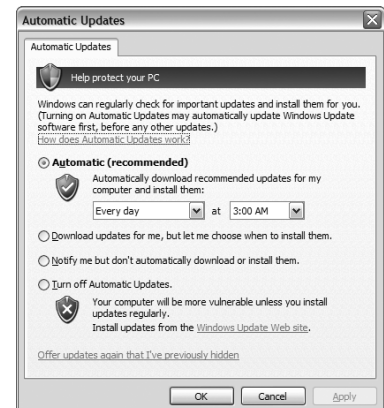 Automatic Updates
Automatic Updates
Help protect your PC
Windows can regularly check for important updates and install them for you.
(Turning on Automatic Updates may automatically update Windows Update
software first, before any other updates.)
How does Automatic Updates work?
Automatic (recommended)
Automatically download recommended updates for my
computer and install them:
Every day at 3:00 AM
Download updates for me, but let me choose when to install them.
Notify me but don't automatically download or install them.
Turn off Automatic Updates.
Your computer will be more vulnerable unless you install
updates regularly.
Install updates from the Windows Update Web site.
Offer updates again that I've previously hidden
OK Cancel Apply